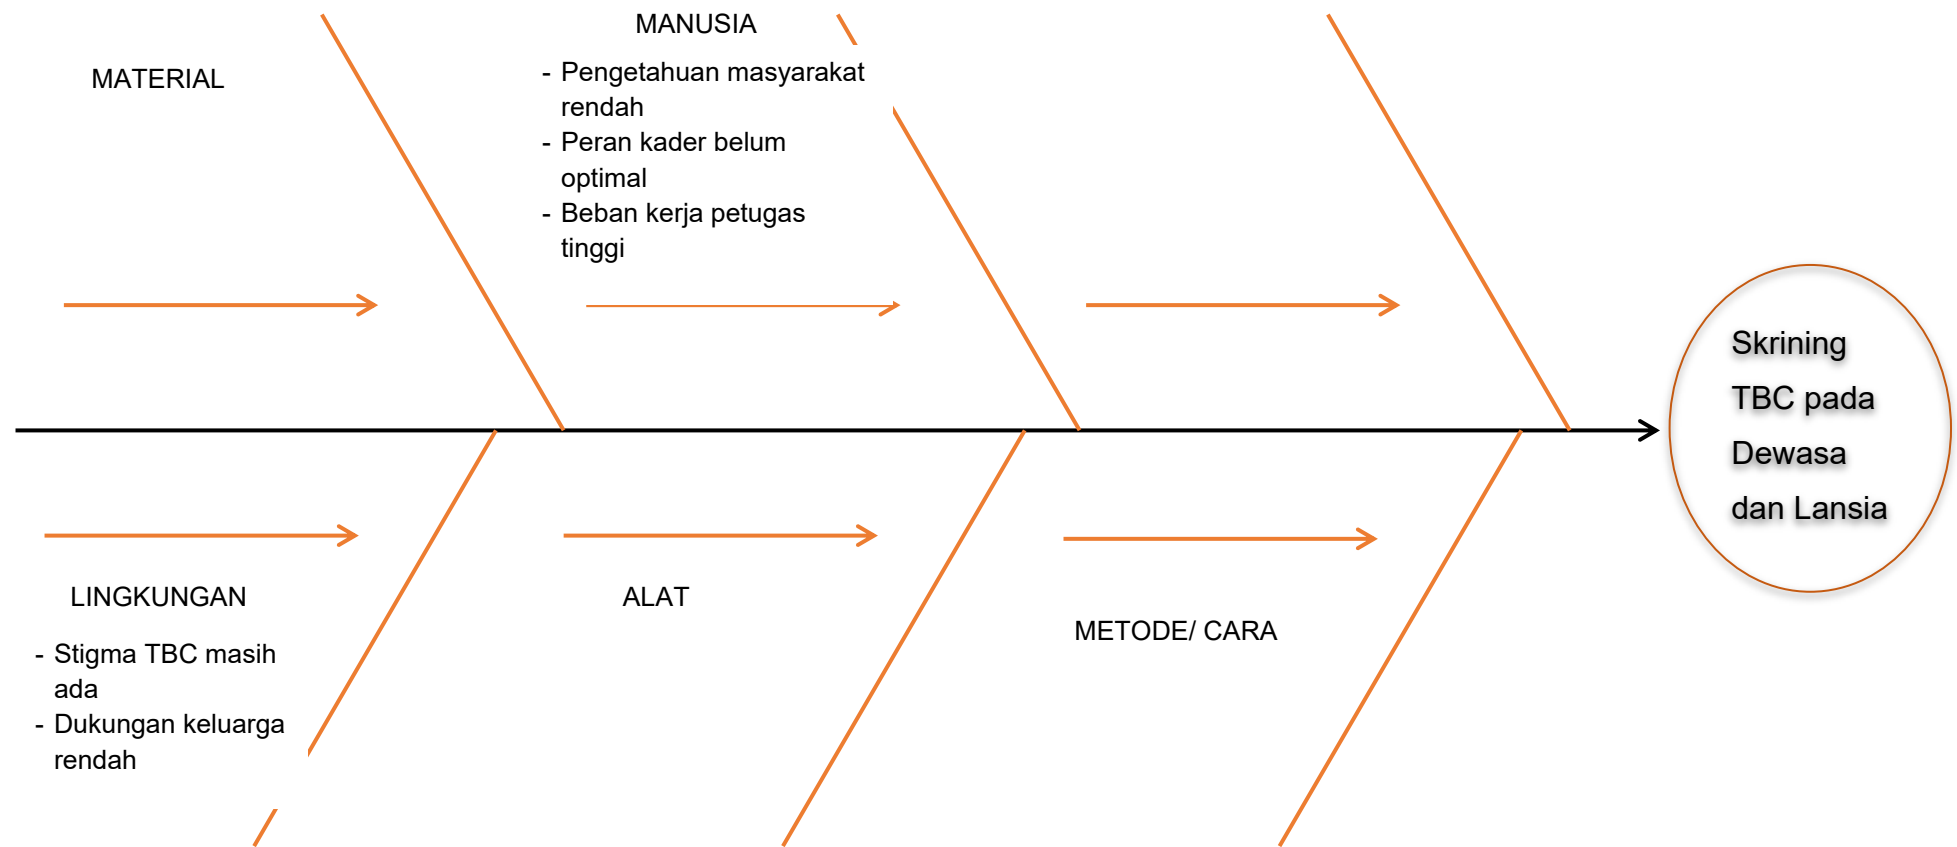 MATERIAL
MANUSIA
- Pengetahuan masyarakat
rendah
- Peran kader belum
optimal
- Beban kerja petugas
tinggi
Skrining
TBC pada
Dewasa
dan Lansia
LINGKUNGAN
- Stigma TBC masih
ada
- Dukungan keluarga
rendah
ALAT
METODE/ CARA